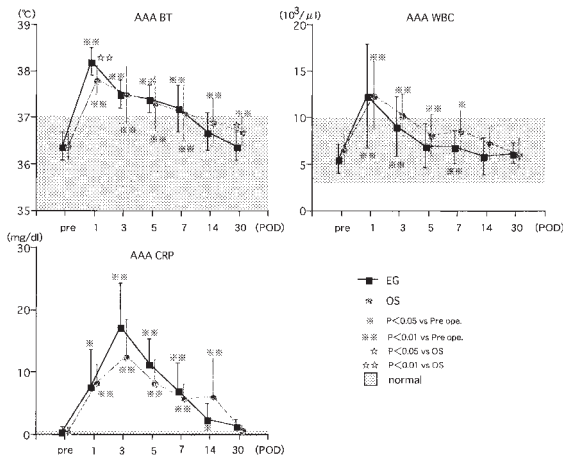 (℃) AAA BT
39
38
37
36
35
※※ ☆☆
※※ ※※ ※※ ※※
※※ ※※ ※※ ※※ ☆ ※※
pre 1 3 5 7 14 30 (POD)
(10³/μl) AAA WBC
15
10
5
0
※※ ※※ ※※ ※
※※ ※※ ※※
pre 1 3 5 7 14 30 (POD)
(mg/dl) AAA CRP
30
20
10
0
※※
※ ※※ ※※ ※※
※※ ※※ ※※ ※※ ※
pre 1 3 5 7 14 30 (POD)
EG
OS
※ P<0.05 vs Pre ope.
※※ P<0.01 vs Pre ope.
☆ P<0.05 vs OS
☆☆ P<0.01 vs OS
normal